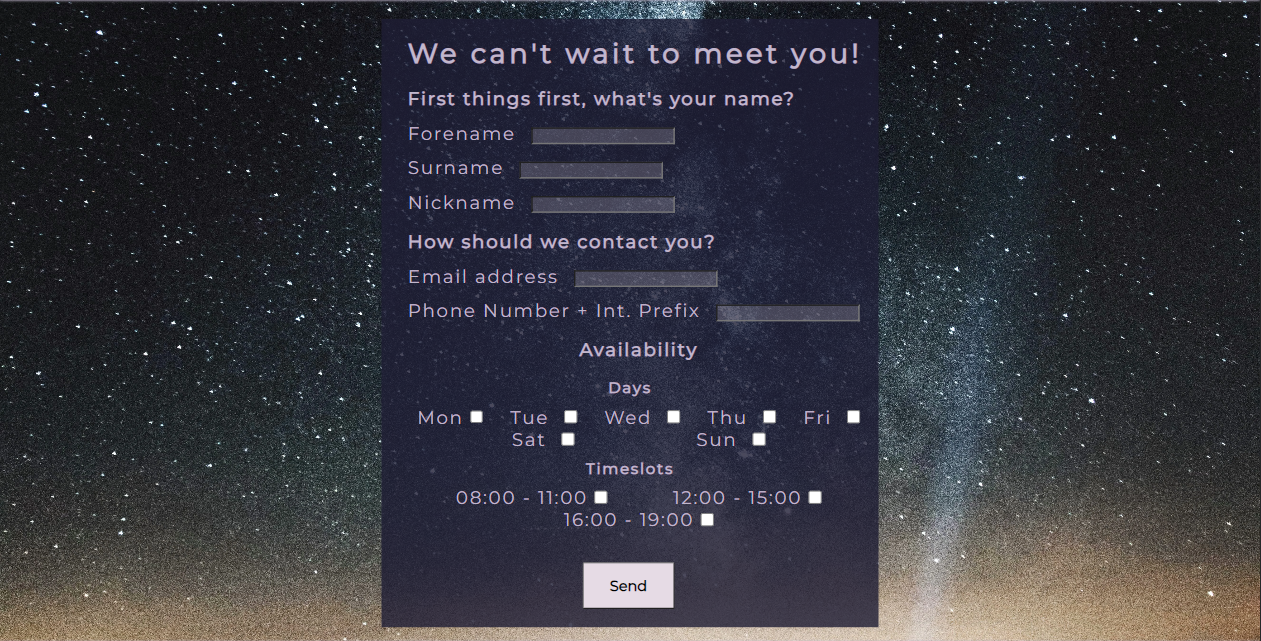 We can't wait to meet you!
First things first, what's your name?
Forename
Surname
Nickname
How should we contact you?
Email address
Phone Number + Int. Prefix
Availability
Days
Mon Tue Wed Thu Fri
Sat Sun
Timeslots
08:00 - 11:00 12:00 - 15:00
16:00 - 19:00
Send